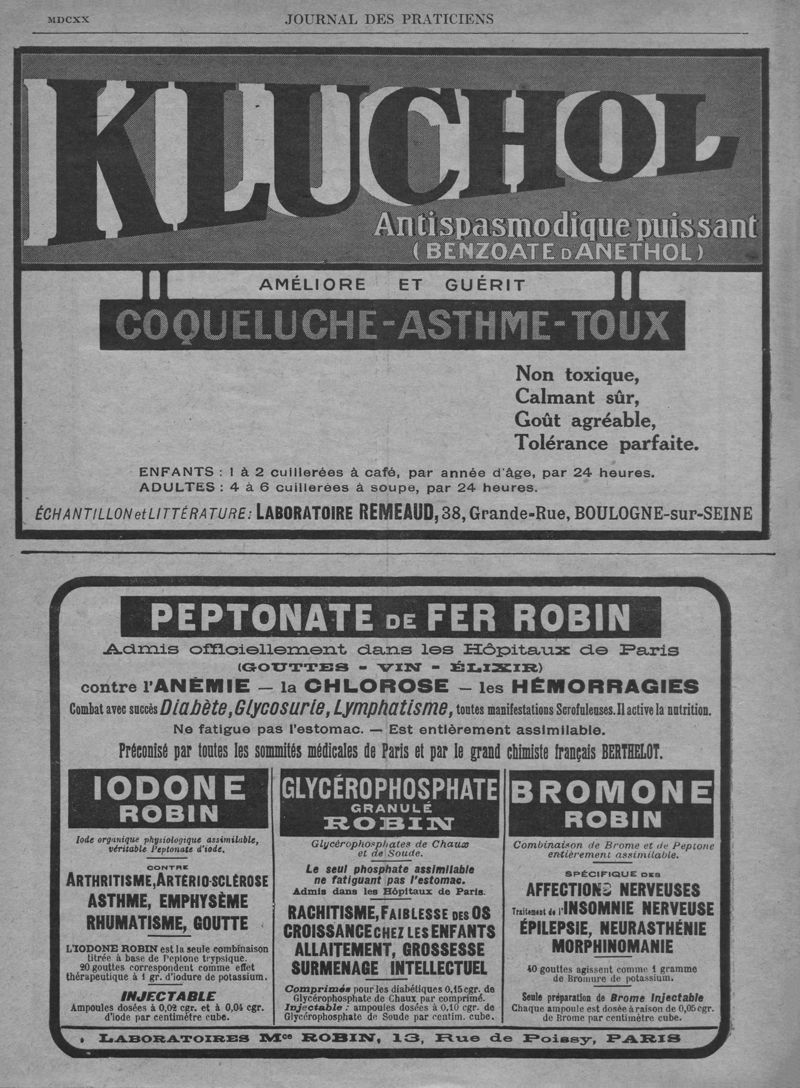 MDCXX
JOURNAL DES PRATICIENS
KLUCHOL
Antispasmodique puissant
(BENZOATE D'ANETHOL)
AMÉLIORE ET GUÉRIT
COQUELUCHE-ASTHME-TOUX
Non toxique,
Calmant sûr,
Goût agréable,
Tolérance parfaite.
ENFANTS : 1 à 2 cuillerées à café, par année d'âge, par 24 heures.
ADULTES : 4 à 6 cuillerées à soupe, par 24 heures.
ÉCHANTILLON et LITTÉRATURE : LABORATOIRE REMEAUD, 38, Grande-Rue, BOULOGNE-sur-SEINE
PEPTONATE DE FER ROBIN
Admis officiellement dans les Hôpitaux de Paris
(GOUTTES - VIN - ÉLIXIR)
contre l'ANÉMIE — la CHLOROSE — les HÉMORRAGIES
Combat avec succès Diabète, Glycosurie, Lymphatisme, toutes manifestations Scrofuleuses. Il active la nutrition.
Ne fatigue pas l'estomac. — Est entièrement assimilable.
Préconisé par toutes les sommités médicales de Paris et par le grand chimiste français BERTHELOT.
IODONE
ROBIN
Iode organique physiologique assimilable,
véritable Peptonate d'iode.
CONTRE
ARTHRITISME, ARTÉRIO-SCLÉROSE
ASTHME, EMPHYSÈME
RHUMATISME, GOUTTE
L'IODONE ROBIN est la seule combinaison
titrée à base de Peptone trypsique.
20 gouttes correspondent comme effet
thérapeutique à 1 gr. d'iodure de potassium.
INJECTABLE
Ampoules dosées à 0,02 cgr. et à 0,04 cgr.
d'iode par centimètre cube.
GLYCÉROPHOSPHATE
GRANULÉ
ROBIN
Glycérophosphates de Chaux
et de Soude.
Le seul phosphate assimilable
ne fatiguant pas l'estomac.
Admis dans les Hôpitaux de Paris.
RACHITISME, FAIBLESSE DES OS
CROISSANCE CHEZ LES ENFANTS
ALLAITEMENT, GROSSESSE
SURMENAGE INTELLECTUEL
Comprimés pour les diabétiques 0,15 cgr. de
Glycérophosphate de Chaux par comprimé.
Injectable : ampoules dosées à 0.10 cgr. de
Glycérophosphate de Soude par centim. cube.
BROMONE
ROBIN
Combinaison de Brome et de Peptone
entièrement assimilable.
SPÉCIFIQUE DES
AFFECTIONS NERVEUSES
Traitement de l'INSOMNIE NERVEUSE
ÉPILEPSIE, NEURASTHÉNIE
MORPHINOMANIE
40 gouttes agissent comme 1 gramme
de Bromure de potassium.
Seule préparation de Brome Injectable
Chaque ampoule est dosée à raison de 0,05 cgr.
de Brome par centimètre cube.
LABORATOIRES Mce ROBIN, 13, Rue de Poissy, PARIS